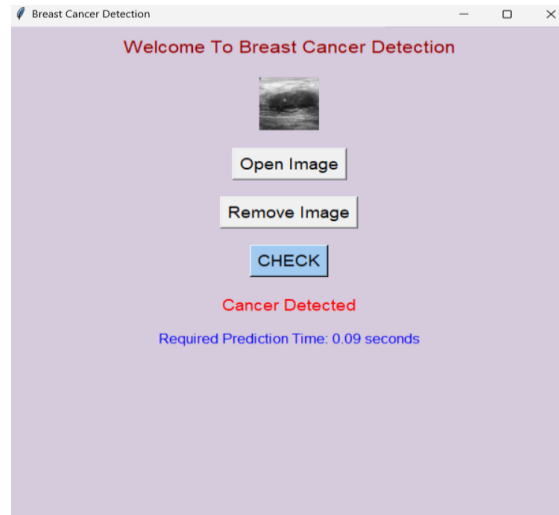 Breast Cancer Detection
Welcome To Breast Cancer Detection
Open Image
Remove Image
CHECK
Cancer Detected
Required Prediction Time: 0.09 seconds